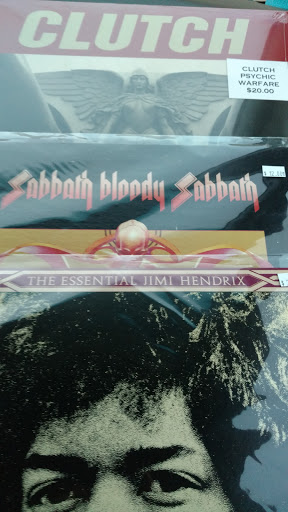 CLUTCH
CLUTCH
PSYCHIC
WARFARE
$20.00
Sabbath bloody Sabbath
THE ESSENTIAL JIMI HENDRIX